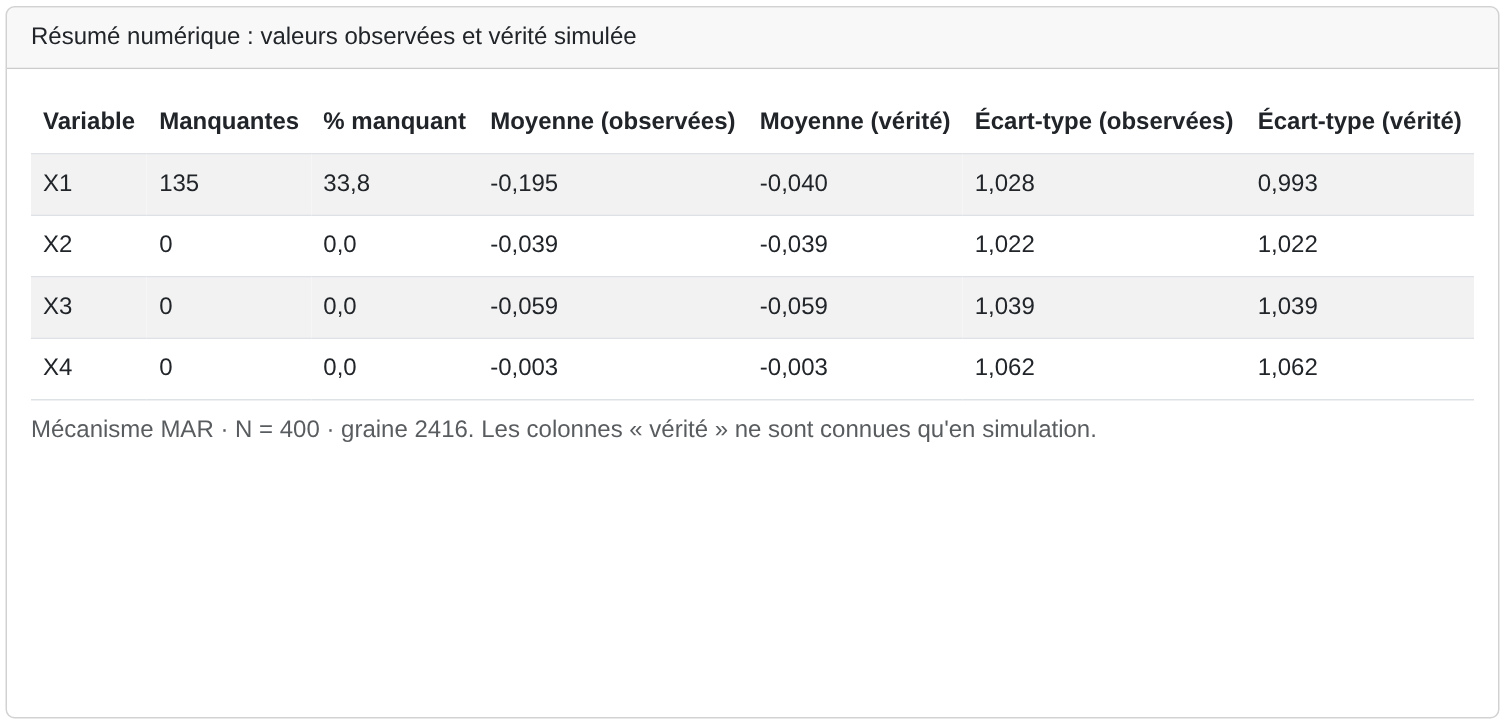 Résumé numérique : valeurs observées et vérité simulée
Variable Manquantes % manquant Moyenne (observées) Moyenne (vérité) Écart-type (observées) Écart-type (vérité)
X1 135 33,8 -0,195 -0,040 1,028 0,993
X2 0 0,0 -0,039 -0,039 1,022 1,022
X3 0 0,0 -0,059 -0,059 1,039 1,039
X4 0 0,0 -0,003 -0,003 1,062 1,062
Mécanisme MAR · N = 400 · graine 2416. Les colonnes « vérité » ne sont connues qu'en simulation.